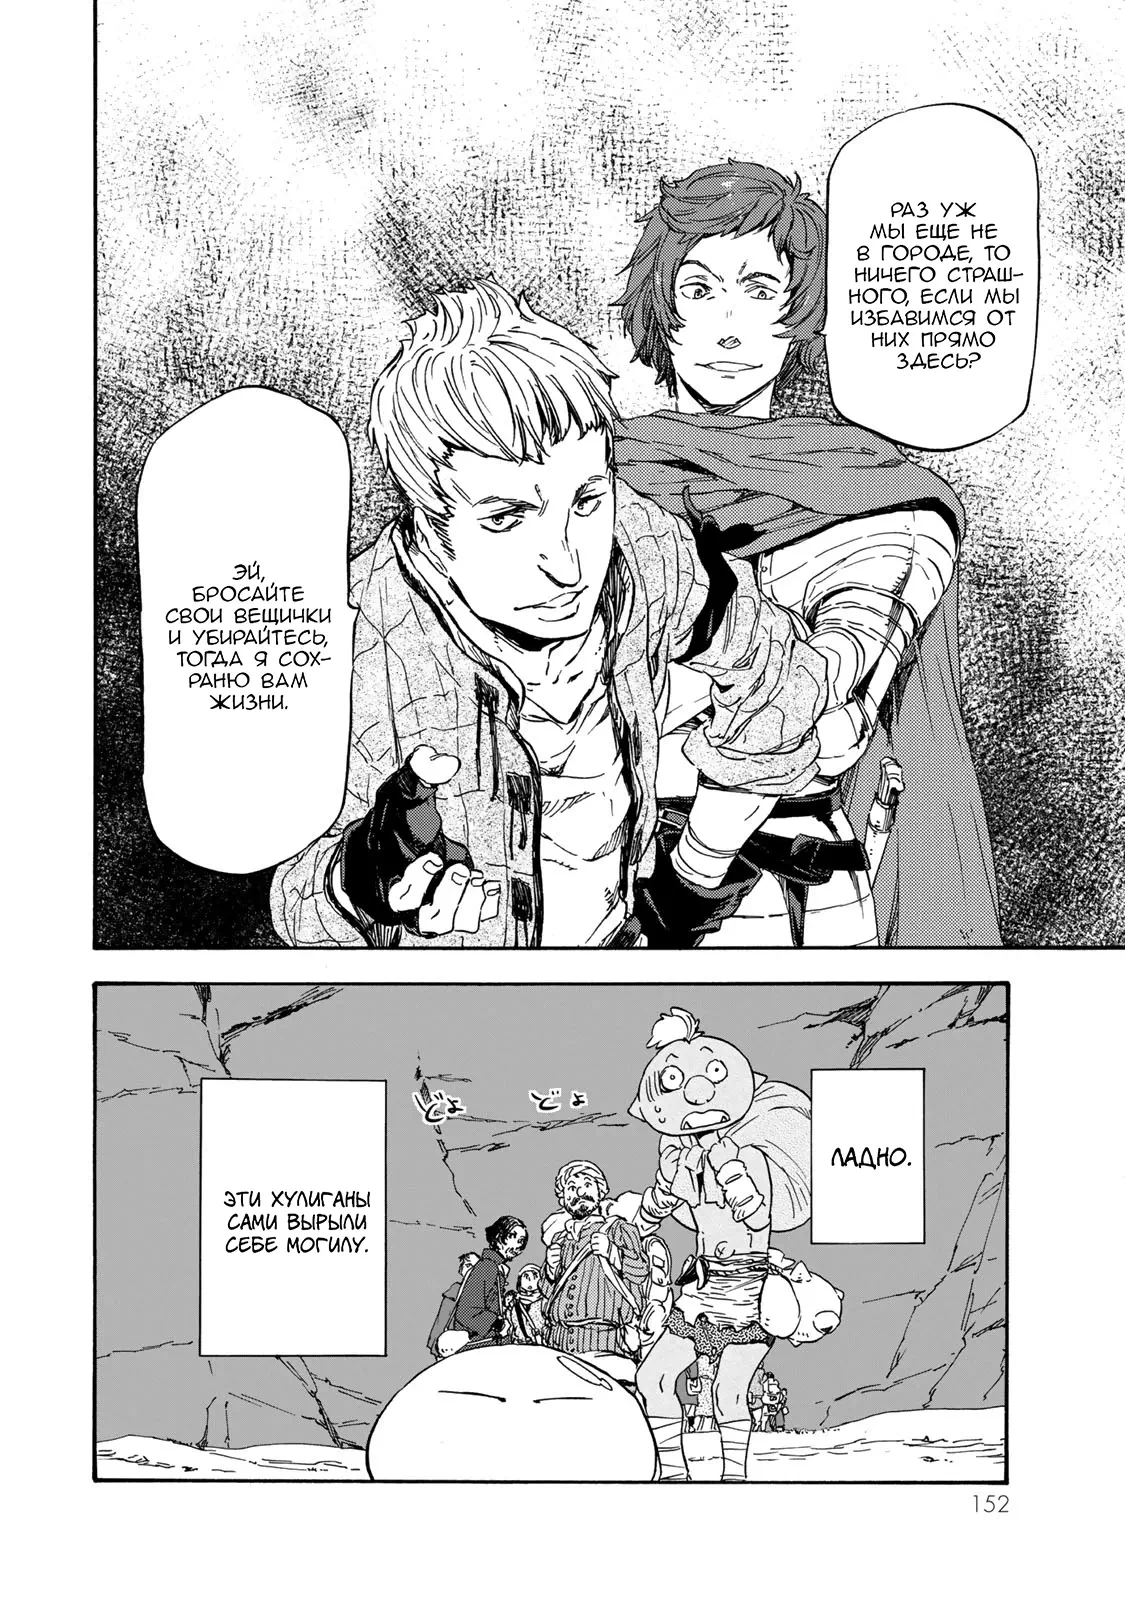 РАЗ УЖ
МЫ ЕЩЕ НЕ
В ГОРОДЕ, ТО
НИЧЕГО СТРАШ-
НОГО, ЕСЛИ МЫ
ИЗБАВИМСЯ ОТ
НИХ ПРЯМО
ЗДЕСЬ?
ЭЙ,
БРОСАЙТЕ
СВОИ ВЕЩИЧКИ
И УБИРАЙТЕСЬ,
ТОГДА Я СОХ-
РАНЮ ВАМ
ЖИЗНИ.
ЛАДНО.
どよ
どよ
ЭТИ ХУЛИГАНЫ
САМИ ВЫРЫЛИ
СЕБЕ МОГИЛУ.
152